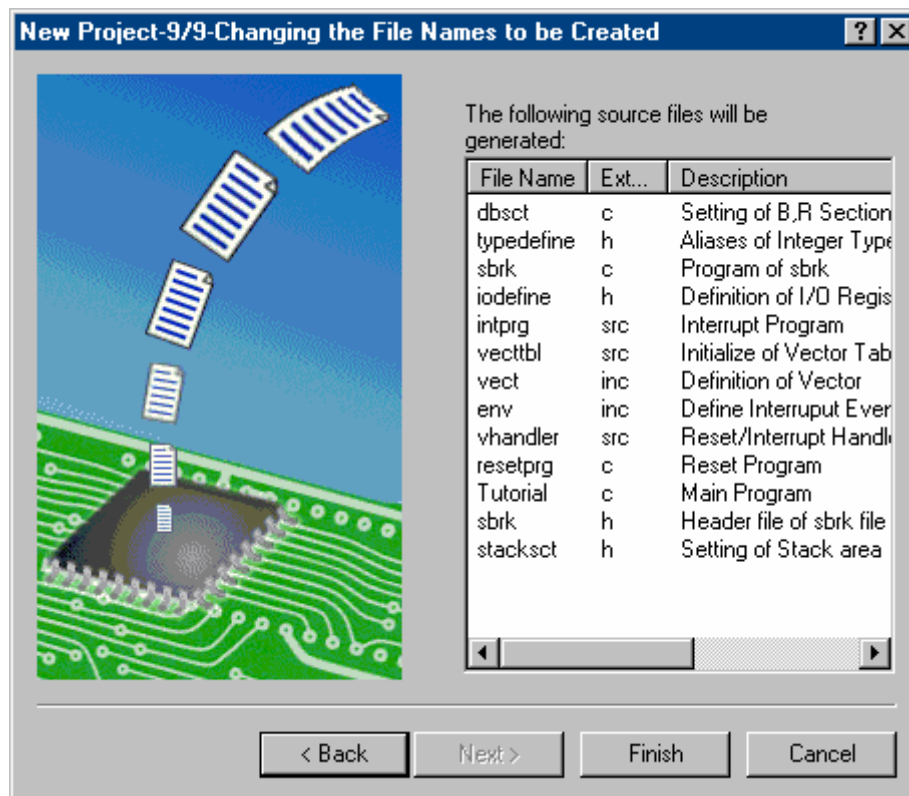 New Project-9/9-Changing the File Names to be Created
The following source files will be
generated:
File Name Ext... Description
dbsct c Setting of B,R Section
typedefine h Aliases of Integer Type
sbrk c Program of sbrk
iodefine h Definition of I/O Regis
intprg src Interrupt Program
vecttbl src Initialize of Vector Tab
vect inc Definition of Vector
env inc Define Interruput Ever
vhandler src Reset/Interrupt Handl
resetprg c Reset Program
Tutorial c Main Program
sbrk h Header file of sbrk file
stacksct h Setting of Stack area
< Back Next > Finish Cancel